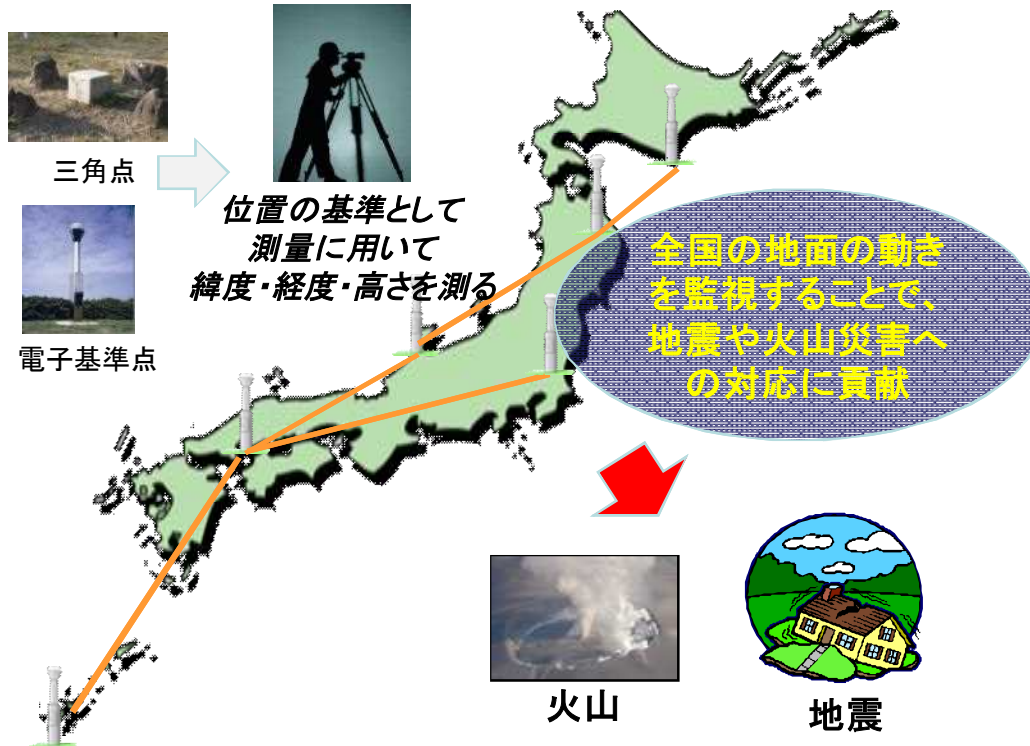 三角点
電子基準点
位置の基準として
測量に用いて
緯度・経度・高さを測る
全国の地面の動き
を監視することで、
地震や火山災害へ
の対応に貢献
火山
地震